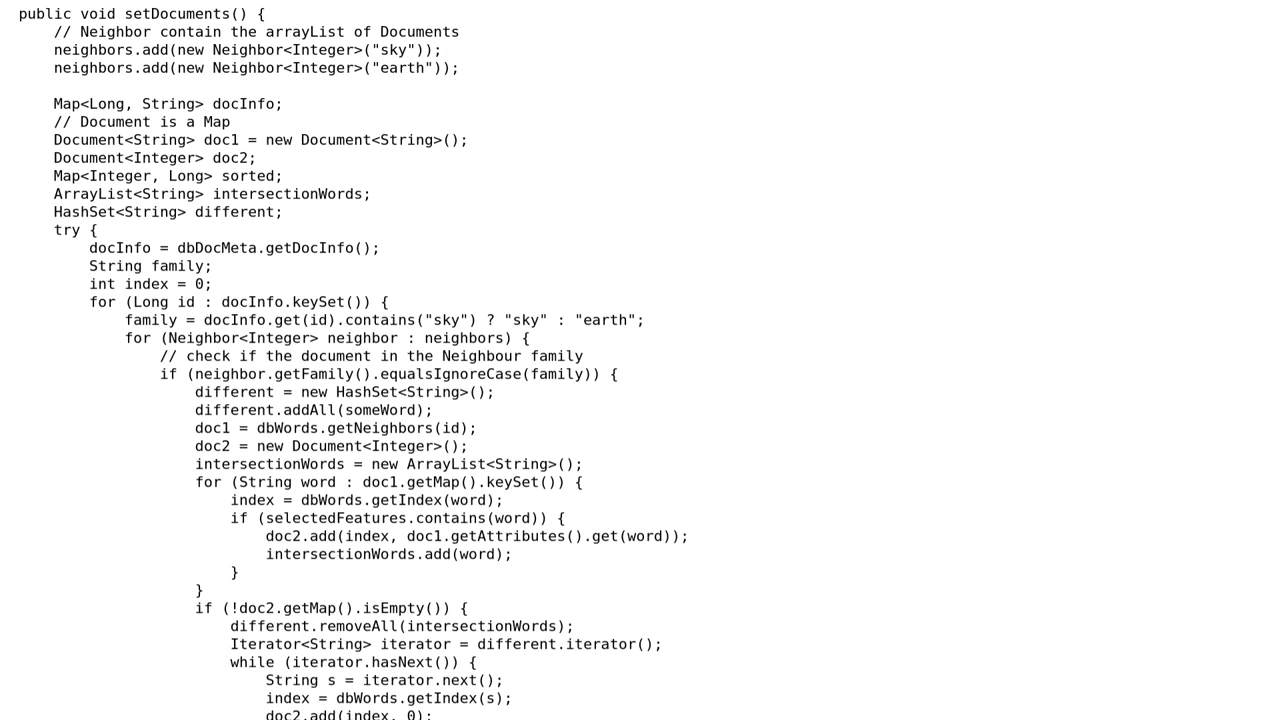 public void setDocuments() {
    // Neighbor contain the arrayList of Documents
    neighbors.add(new Neighbor<Integer>("sky"));
    neighbors.add(new Neighbor<Integer>("earth"));

    Map<Long, String> docInfo;
    // Document is a Map
    Document<String> doc1 = new Document<String>();
    Document<Integer> doc2;
    Map<Integer, Long> sorted;
    ArrayList<String> intersectionWords;
    HashSet<String> different;
    try {
        docInfo = dbDocMeta.getDocInfo();
        String family;
        int index = 0;
        for (Long id : docInfo.keySet()) {
            family = docInfo.get(id).contains("sky") ? "sky" : "earth";
            for (Neighbor<Integer> neighbor : neighbors) {
                // check if the document in the Neighbour family
                if (neighbor.getFamily().equalsIgnoreCase(family)) {
                    different = new HashSet<String>();
                    different.addAll(someWord);
                    doc1 = dbWords.getNeighbors(id);
                    doc2 = new Document<Integer>();
                    intersectionWords = new ArrayList<String>();
                    for (String word : doc1.getMap().keySet()) {
                        index = dbWords.getIndex(word);
                        if (selectedFeatures.contains(word)) {
                            doc2.add(index, doc1.getAttributes().get(word));
                            intersectionWords.add(word);
                        }
                    }
                    if (!doc2.getMap().isEmpty()) {
                        different.removeAll(intersectionWords);
                        Iterator<String> iterator = different.iterator();
                        while (iterator.hasNext()) {
                            String s = iterator.next();
                            index = dbWords.getIndex(s);
                            doc2.add(index, 0);